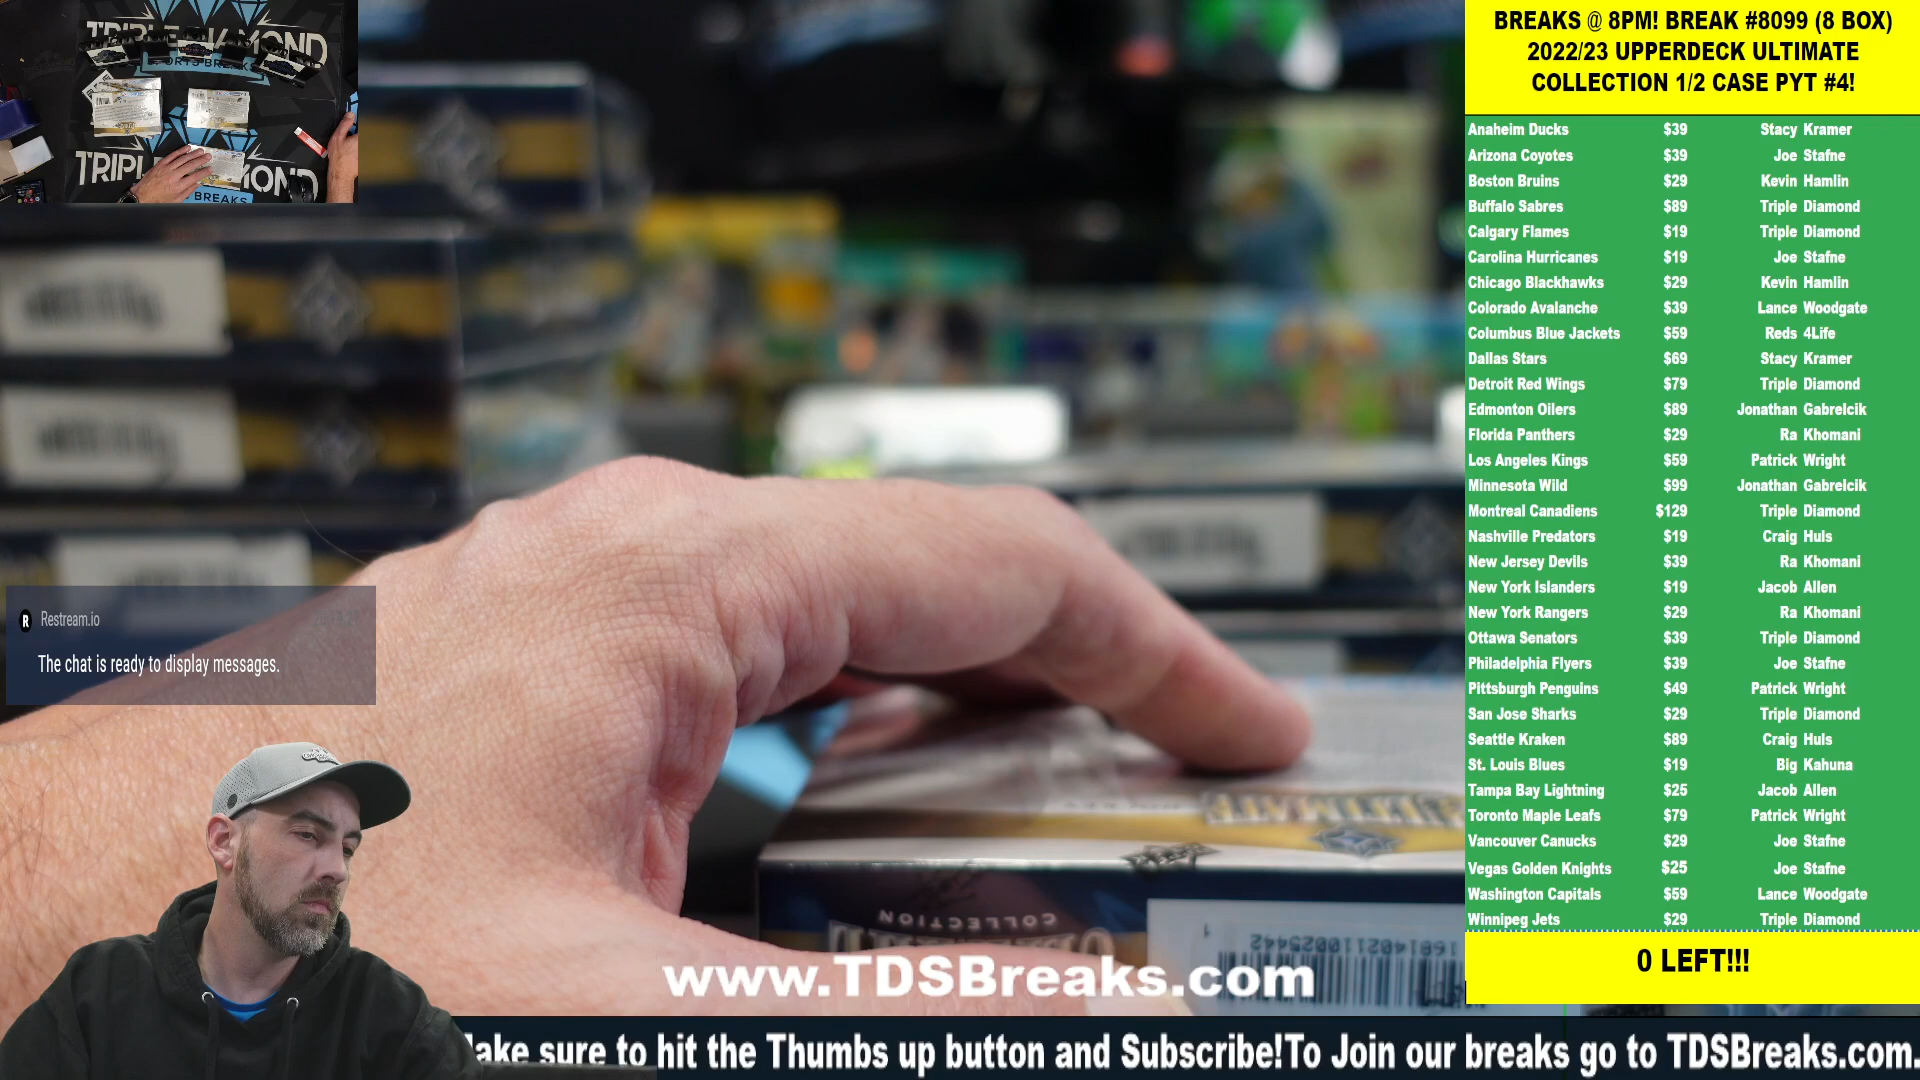 TRIPLE DIAMOND
SPORTS BREAKS
TRIPLE DIAMOND
BREAKS
BREAKS @ 8PM! BREAK #8099 (8 BOX)
2022/23 UPPERDECK ULTIMATE
COLLECTION 1/2 CASE PYT #4!
Anaheim Ducks $39 Stacy Kramer
Arizona Coyotes $39 Joe Stafne
Boston Bruins $29 Kevin Hamlin
Buffalo Sabres $89 Triple Diamond
Calgary Flames $19 Triple Diamond
Carolina Hurricanes $19 Joe Stafne
Chicago Blackhawks $29 Kevin Hamlin
Colorado Avalanche $39 Lance Woodgate
Columbus Blue Jackets $59 Reds 4Life
Dallas Stars $69 Stacy Kramer
Detroit Red Wings $79 Triple Diamond
Edmonton Oilers $89 Jonathan Gabrelcik
Florida Panthers $29 Ra Khomani
Los Angeles Kings $59 Patrick Wright
Minnesota Wild $99 Jonathan Gabrelcik
Montreal Canadiens $129 Triple Diamond
Nashville Predators $19 Craig Huls
New Jersey Devils $39 Ra Khomani
New York Islanders $19 Jacob Allen
New York Rangers $29 Ra Khomani
Ottawa Senators $39 Triple Diamond
Philadelphia Flyers $39 Joe Stafne
Pittsburgh Penguins $49 Patrick Wright
San Jose Sharks $29 Triple Diamond
Seattle Kraken $89 Craig Huls
St. Louis Blues $19 Big Kahuna
Tampa Bay Lightning $25 Jacob Allen
Toronto Maple Leafs $79 Patrick Wright
Vancouver Canucks $29 Joe Stafne
Vegas Golden Knights $25 Joe Stafne
Washington Capitals $59 Lance Woodgate
Winnipeg Jets $29 Triple Diamond
0 LEFT!!!
Restream.io
The chat is ready to display messages.
ULTIMATE
COLLECTION
www.TDSBreaks.com
Make sure to hit the Thumbs up button and Subscribe!To Join our breaks go to TDSBreaks.com.